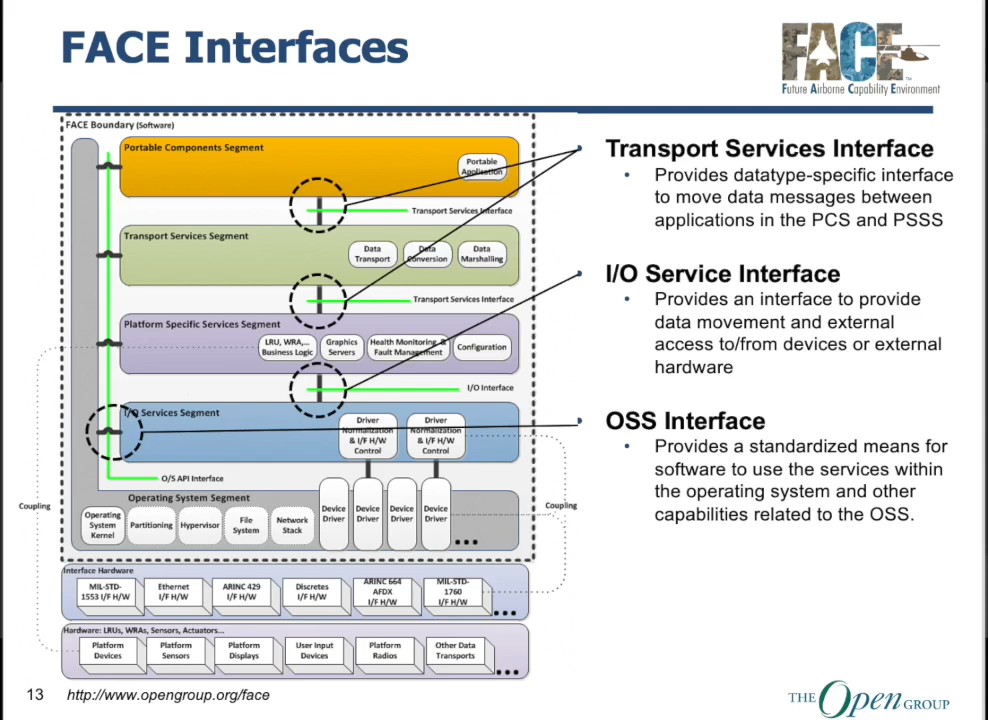 FACE Interfaces
FACE
TM
Future Airborne Capability Environment
FACE Boundary (Software)
Portable Components Segment
Portable
Application
Transport Services Interface
Transport Services Segment
Data
Transport
Data
Conversion
Data
Marshalling
Transport Services Interface
Platform Specific Services Segment
LRU, WRA,...
Business Logic
Graphics
Servers
Health Monitoring &
Fault Management
Configuration
I/O Interface
I/O Services Segment
Driver
Normalization
& I/F H/W
Control
Driver
Normalization
& I/F H/W
Control
O/S API Interface
Coupling
Coupling
Operating System Segment
Operating
System
Kernel
Partitioning
Hypervisor
File
System
Network
Stack
Device
Driver
Device
Driver
Device
Driver
Device
Driver
Interface Hardware
MIL-STD-
1553 I/F H/W
Ethernet
I/F H/W
ARINC 429
I/F H/W
Discretes
I/F H/W
ARINC 664
AFDX
I/F H/W
MIL-STD-
1760
I/F H/W
Hardware: LRUs, WRAs, Sensors, Actuators...
Platform
Devices
Platform
Sensors
Platform
Displays
User Input
Devices
Platform
Radios
Other Data
Transports
• Transport Services Interface
• Provides datatype-specific interface
to move data messages between
applications in the PCS and PSSS
• I/O Service Interface
• Provides an interface to provide
data movement and external
access to/from devices or external
hardware
• OSS Interface
• Provides a standardized means for
software to use the services within
the operating system and other
capabilities related to the OSS.
13 http://www.opengroup.org/face
THE Open GROUP